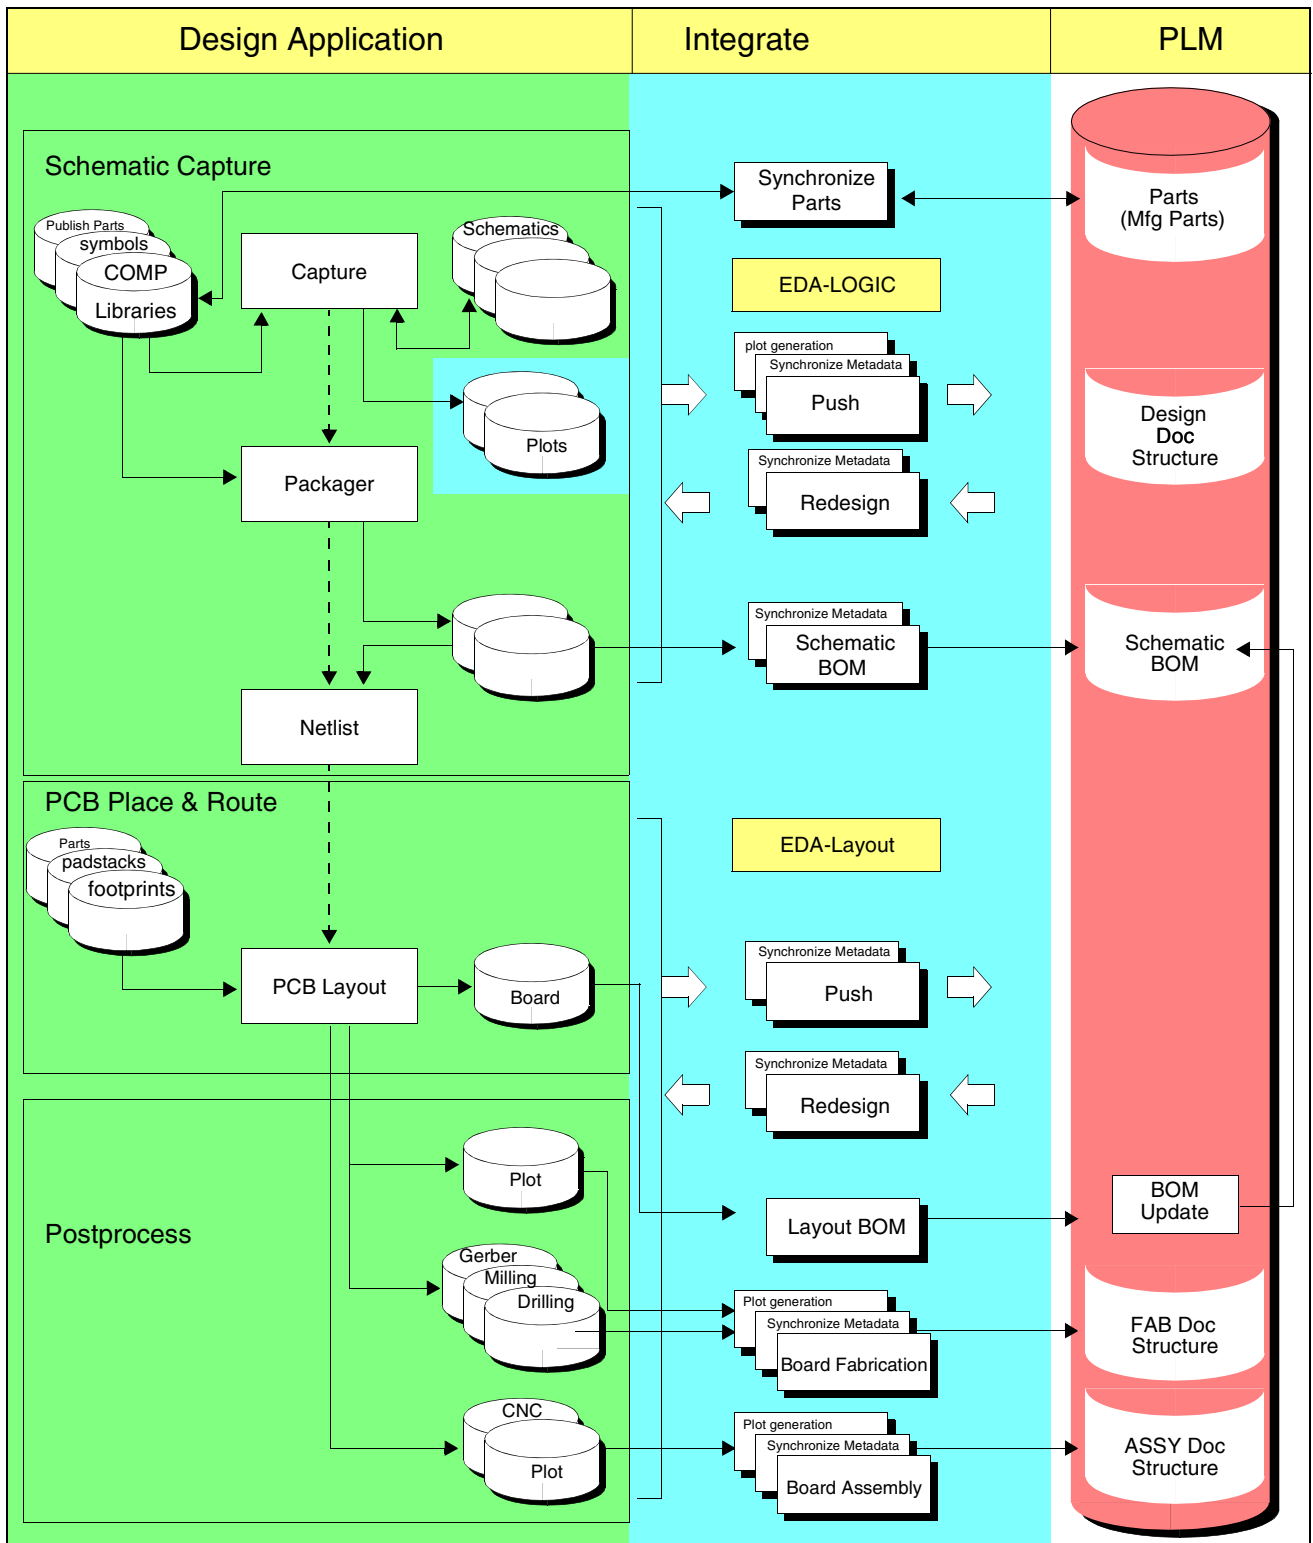 Design Application
Integrate
PLM
Schematic Capture
Publish Parts
symbols
COMP
Libraries
Capture
Schematics
Plots
Packager
Netlist
Synchronize
Parts
EDA-LOGIC
plot generation
Synchronize Metadata
Push
Synchronize Metadata
Redesign
Synchronize Metadata
Schematic
BOM
Parts
(Mfg Parts)
Design
Doc
Structure
Schematic
BOM
PCB Place & Route
Parts
padstacks
footprints
PCB Layout
Board
EDA-Layout
Synchronize Metadata
Push
Synchronize Metadata
Redesign
Postprocess
Plot
Gerber
Milling
Drilling
CNC
Plot
Layout BOM
Plot generation
Synchronize Metadata
Board Fabrication
Plot generation
Synchronize Metadata
Board Assembly
BOM
Update
FAB Doc
Structure
ASSY Doc
Structure